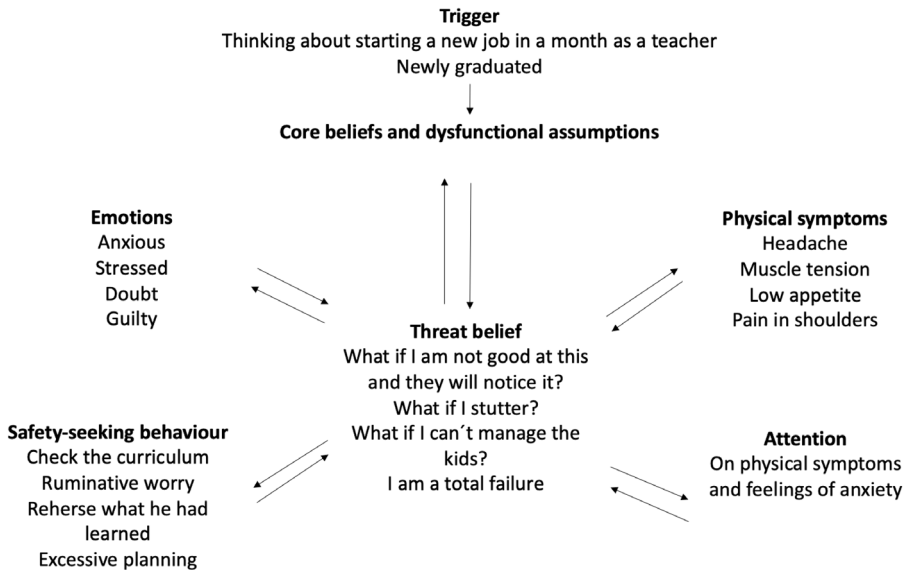 Trigger
Thinking about starting a new job in a month as a teacher
Newly graduated
Core beliefs and dysfunctional assumptions
Emotions
Anxious
Stressed
Doubt
Guilty
Physical symptoms
Headache
Muscle tension
Low appetite
Pain in shoulders
Threat belief
What if I am not good at this
and they will notice it?
What if I stutter?
What if I can´t manage the
kids?
I am a total failure
Safety-seeking behaviour
Check the curriculum
Ruminative worry
Reherse what he had
learned
Excessive planning
Attention
On physical symptoms
and feelings of anxiety